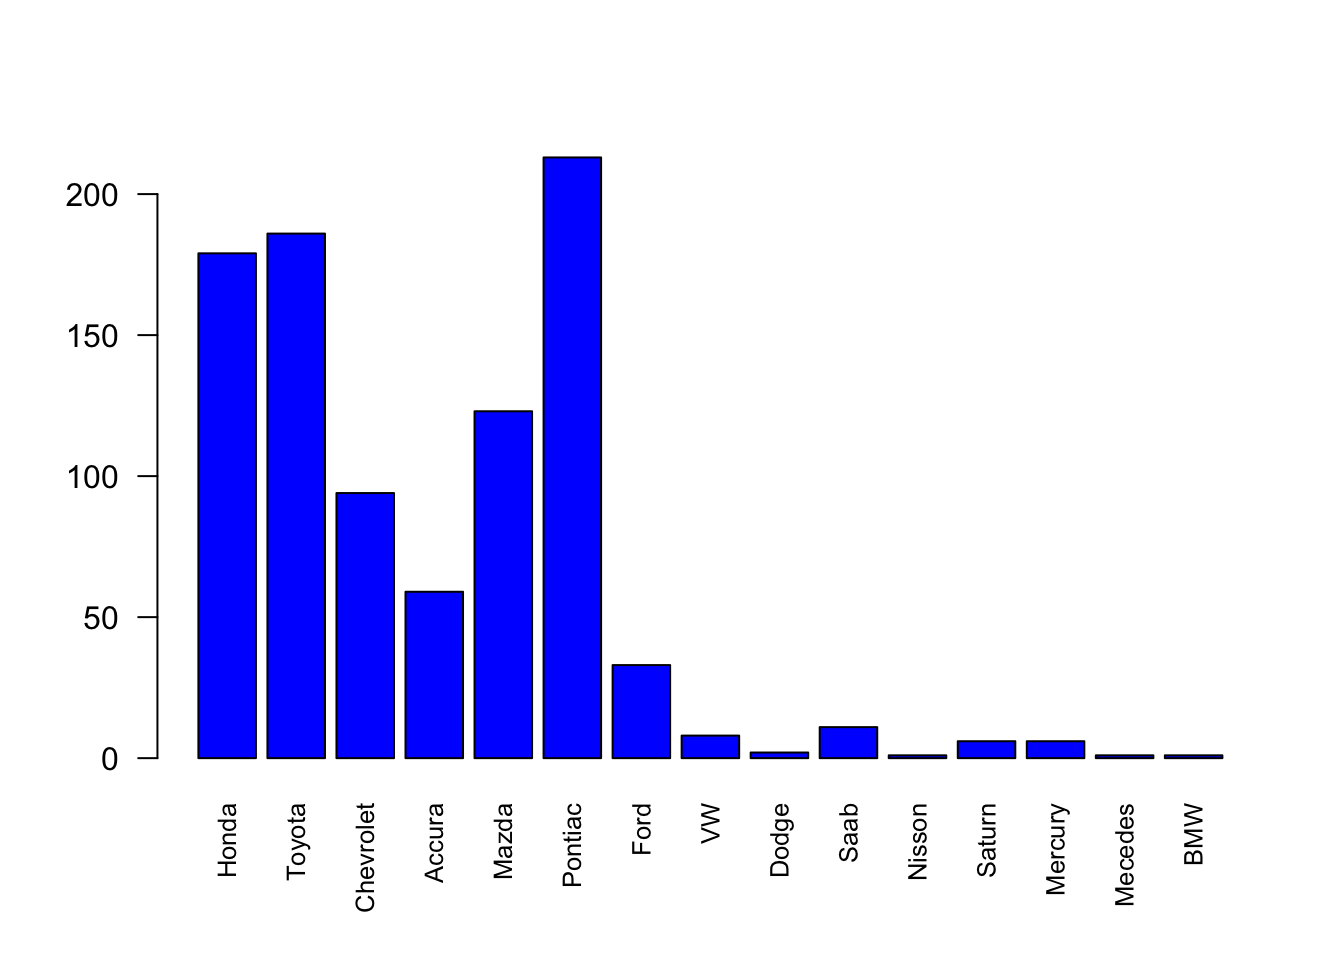 200
150
100
50
0
Honda
Toyota
Chevrolet
Accura
Mazda
Pontiac
Ford
VW
Dodge
Saab
Nisson
Saturn
Mercury
Mecedes
BMW